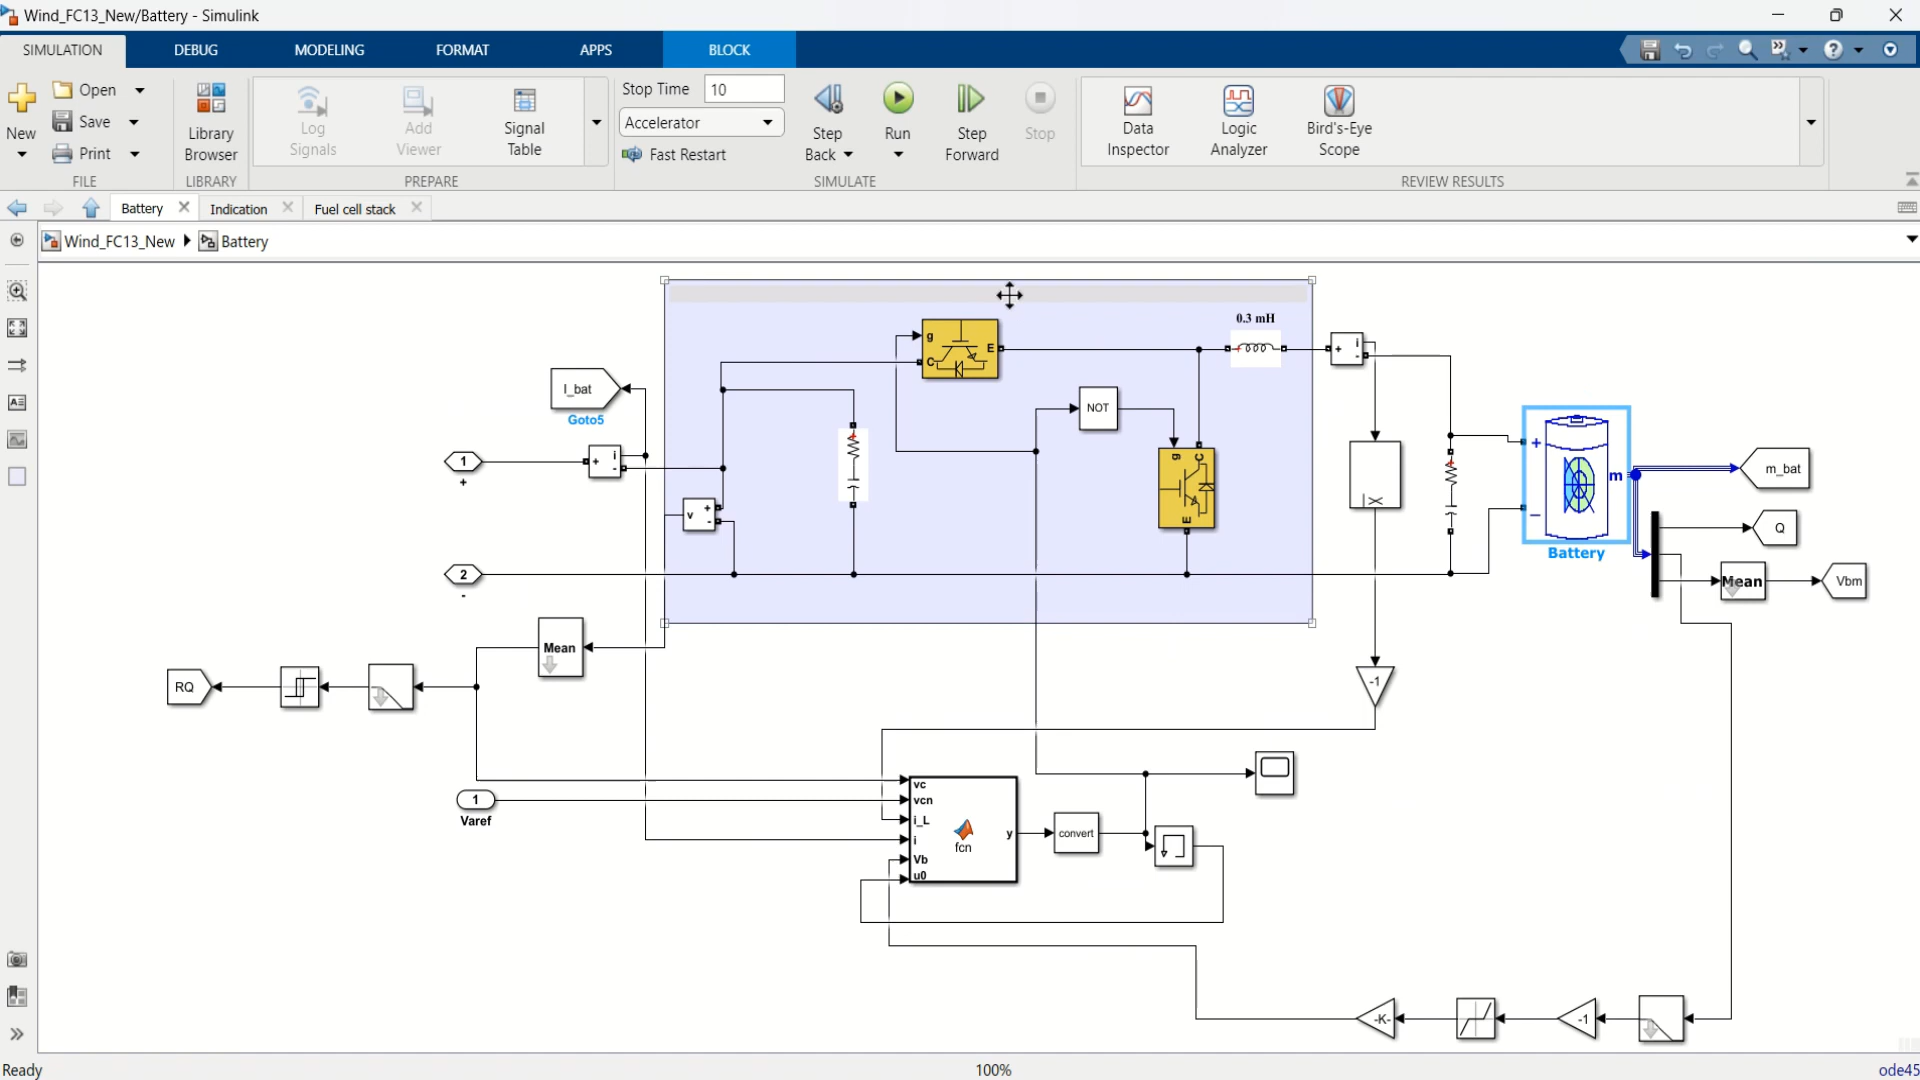 Wind_FC13_New/Battery - Simulink
SIMULATION
DEBUG
MODELING
FORMAT
APPS
BLOCK
New
Open
Save
Print
FILE
Library Browser
LIBRARY
Log Signals
Add Viewer
Signal Table
PREPARE
Stop Time
10
Accelerator
Fast Restart
Step Back
Run
Step Forward
Stop
SIMULATE
Data Inspector
Logic Analyzer
Bird's-Eye Scope
REVIEW RESULTS
Battery
Indication
Fuel cell stack
Wind_FC13_New
Battery
0.3 mH
g
C
E
I_bat
Goto5
NOT
1
+
+
i
-
v
+
-
g
C
E
+
i
-
|X
+
-
m
Battery
m_bat
Q
Mean
Vbm
2
-
Mean
RQ
-1
vc
vcn
i_L
i
Vb
u0
fcn
y
convert
1
Varef
-K-
-1
Ready
100%
ode45